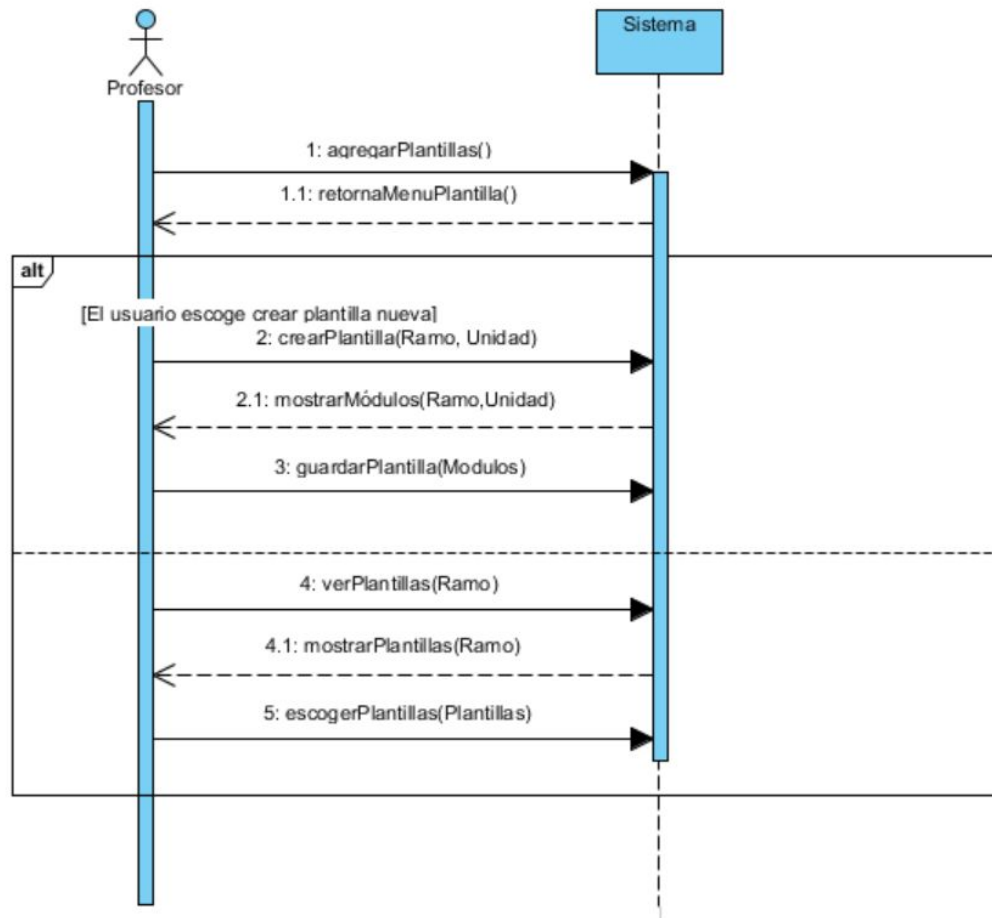 Profesor
Sistema
1: agregarPlantillas()
1.1: retornaMenuPlantilla()
alt
[El usuario escoge crear plantilla nueva]
2: crearPlantilla(Ramo, Unidad)
2.1: mostrarMódulos(Ramo,Unidad)
3: guardarPlantilla(Modulos)
4: verPlantillas(Ramo)
4.1: mostrarPlantillas(Ramo)
5: escogerPlantillas(Plantillas)